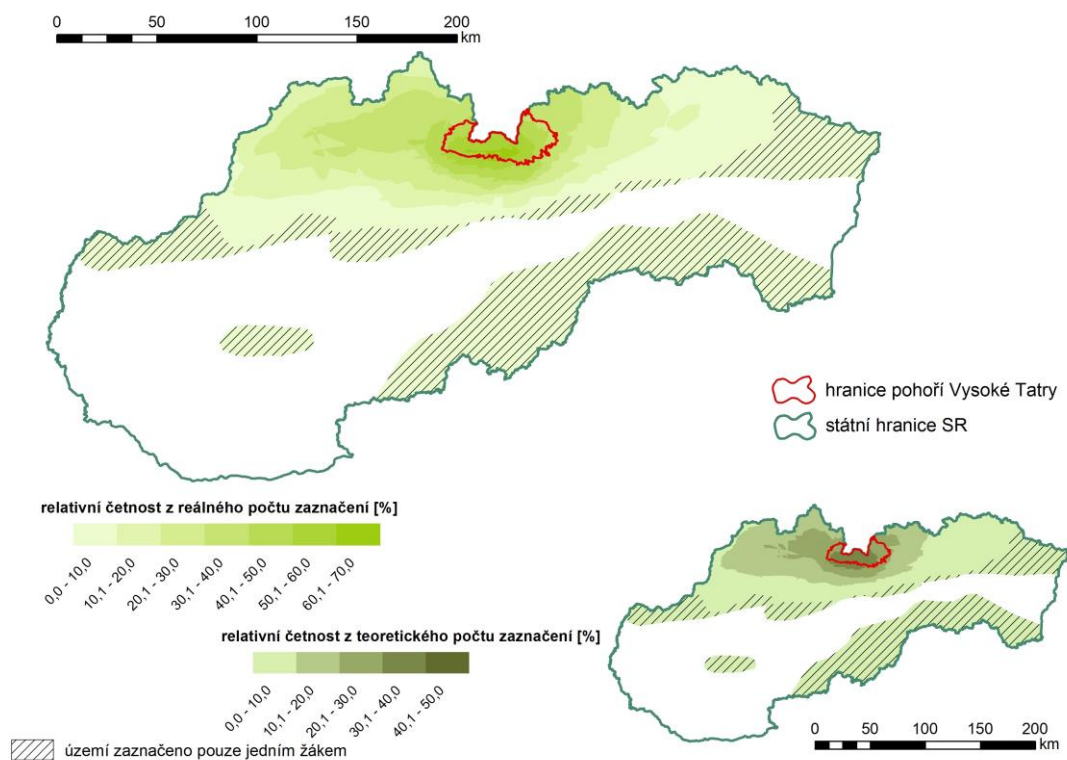 0 50 100 150 200
km
hranice pohoří Vysoké Tatry
státní hranice SR
relativní četnost z reálného počtu zaznačení [%]
0,0 - 10,0
10,1 - 20,0
20,1 - 30,0
30,1 - 40,0
40,1 - 50,0
50,1 - 60,0
60,1 - 70,0
relativní četnost z teoretického počtu zaznačení [%]
0,0 - 10,0
10,1 - 20,0
20,1 - 30,0
30,1 - 40,0
40,1 - 50,0
území zaznačeno pouze jedním žákem
0 50 100 150 200
km